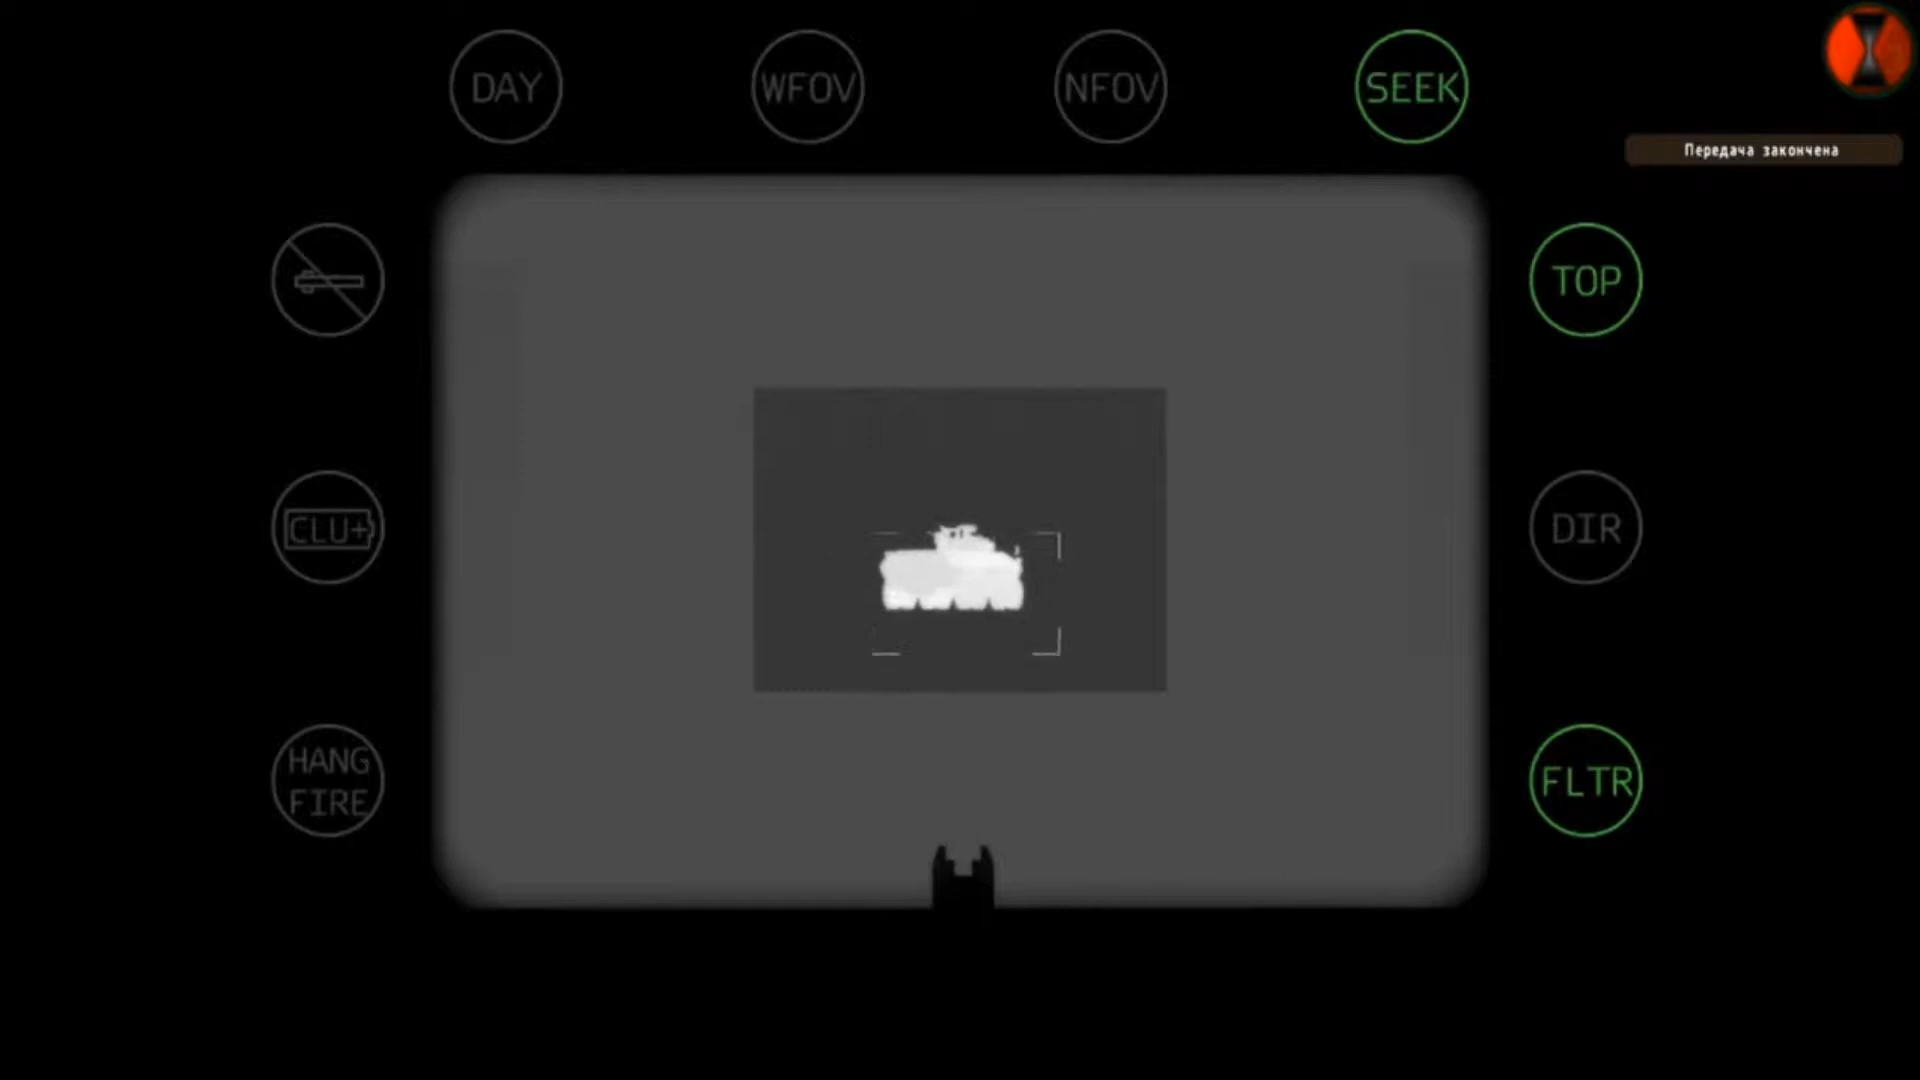 DAY
WFOV
NFOV
SEEK
Передача закончена
TOP
CLU+
DIR
HANG
FIRE
FLTR